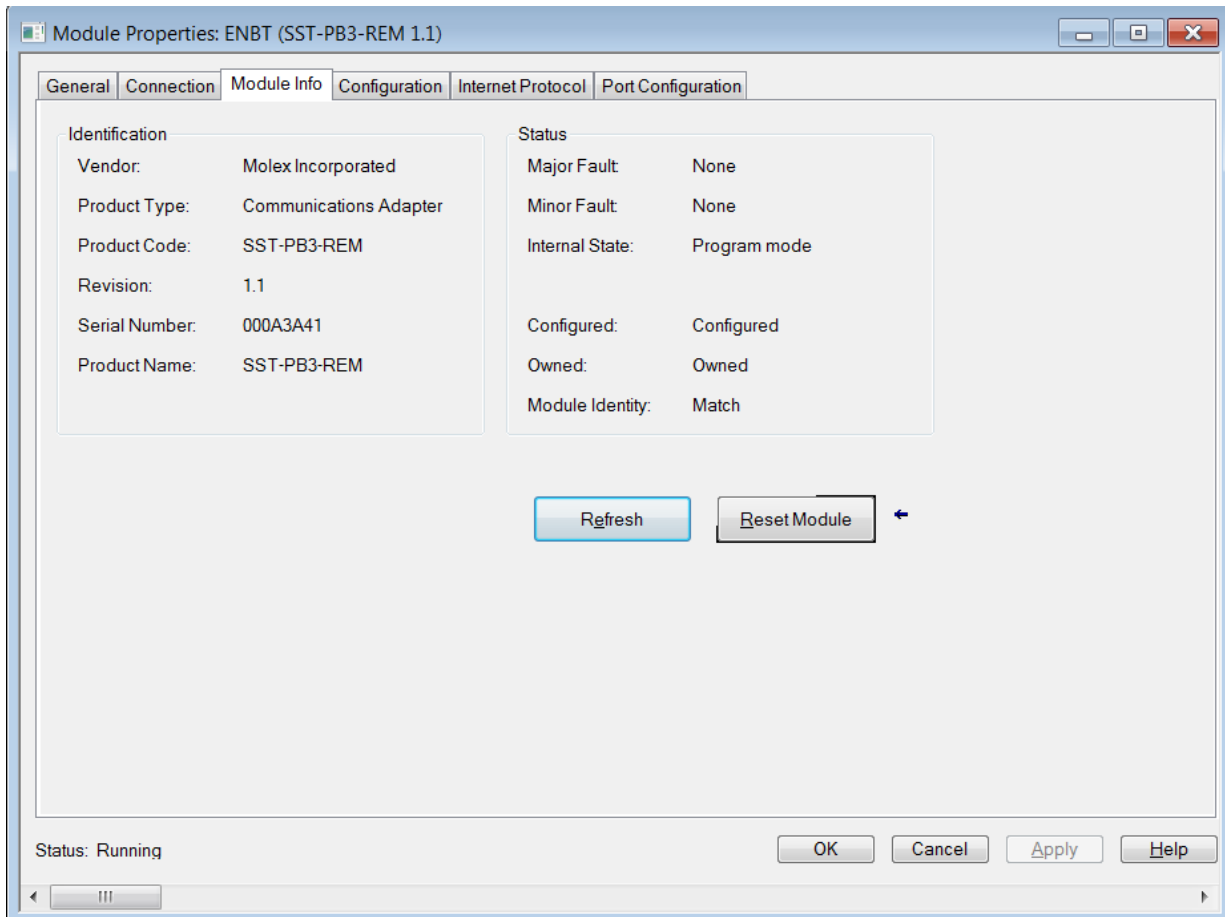 Module Properties: ENBT (SST-PB3-REM 1.1)
General Connection Module Info Configuration Internet Protocol Port Configuration
Identification
Vendor: Molex Incorporated
Product Type: Communications Adapter
Product Code: SST-PB3-REM
Revision: 1.1
Serial Number: 000A3A41
Product Name: SST-PB3-REM
Status
Major Fault: None
Minor Fault: None
Internal State: Program mode
Configured: Configured
Owned: Owned
Module Identity: Match
Refresh Reset Module
Status: Running
OK Cancel Apply Help